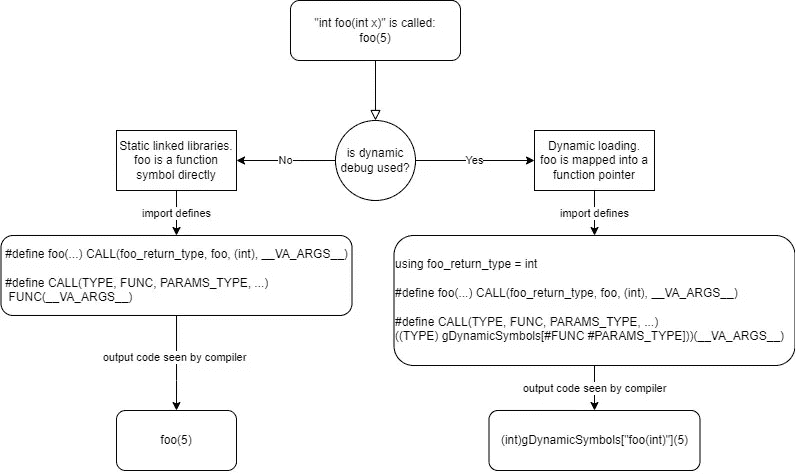 "int foo(int x)" is called:
foo(5)
is dynamic
debug used?
No
Yes
Static linked libraries.
foo is a function
symbol directly
Dynamic loading.
foo is mapped into a
function pointer
import defines
import defines
#define foo(...) CALL(foo_return_type, foo, (int), __VA_ARGS__)
#define CALL(TYPE, FUNC, PARAMS_TYPE, ...)
FUNC(__VA_ARGS__)
using foo_return_type = int
#define foo(...) CALL(foo_return_type, foo, (int), __VA_ARGS__)
#define CALL(TYPE, FUNC, PARAMS_TYPE, ...)
((TYPE) gDynamicSymbols[#FUNC #PARAMS_TYPE]))(__VA_ARGS__)
output code seen by compiler
output code seen by compiler
foo(5)
(int)gDynamicSymbols["foo(int)"](5)